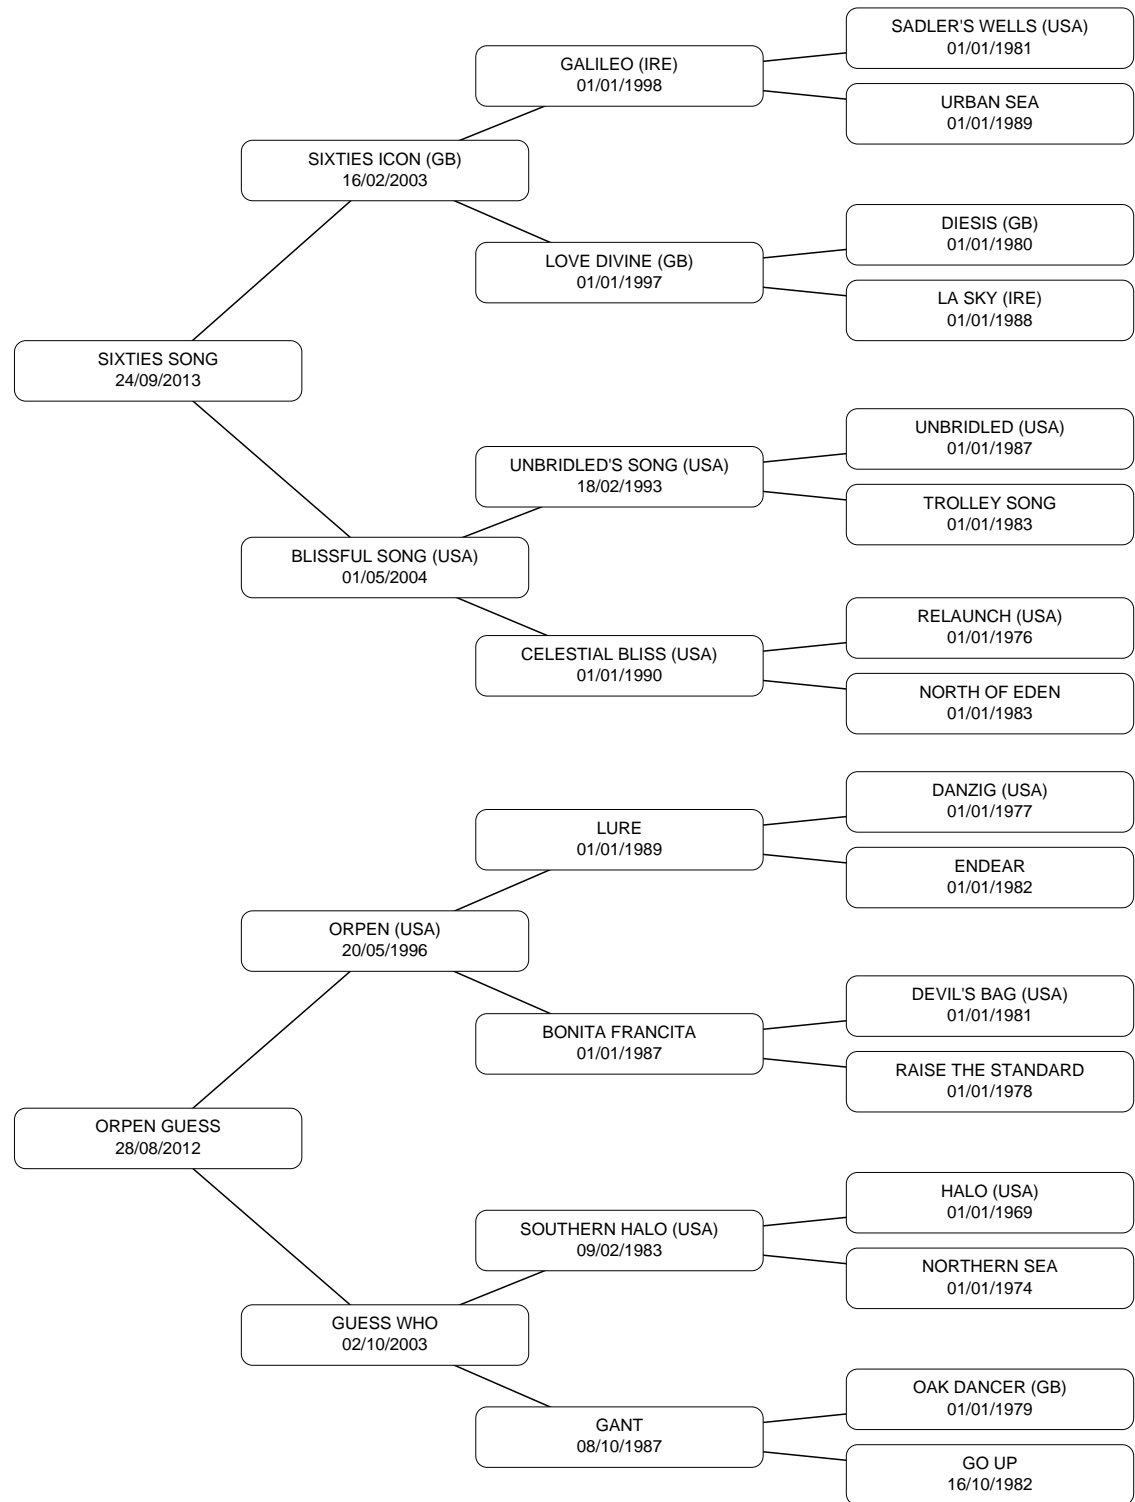 SADLER'S WELLS (USA)
01/01/1981
GALILEO (IRE)
01/01/1998
URBAN SEA
01/01/1989
SIXTIES ICON (GB)
16/02/2003
DIESIS (GB)
01/01/1980
LOVE DIVINE (GB)
01/01/1997
LA SKY (IRE)
01/01/1988
SIXTIES SONG
24/09/2013
UNBRIDLED (USA)
01/01/1987
UNBRIDLED'S SONG (USA)
18/02/1993
TROLLEY SONG
01/01/1983
BLISSFUL SONG (USA)
01/05/2004
RELAUNCH (USA)
01/01/1976
CELESTIAL BLISS (USA)
01/01/1990
NORTH OF EDEN
01/01/1983
DANZIG (USA)
01/01/1977
LURE
01/01/1989
ENDEAR
01/01/1982
ORPEN (USA)
20/05/1996
DEVIL'S BAG (USA)
01/01/1981
BONITA FRANCITA
01/01/1987
RAISE THE STANDARD
01/01/1978
ORPEN GUESS
28/08/2012
HALO (USA)
01/01/1969
SOUTHERN HALO (USA)
09/02/1983
NORTHERN SEA
01/01/1974
GUESS WHO
02/10/2003
OAK DANCER (GB)
01/01/1979
GANT
08/10/1987
GO UP
16/10/1982